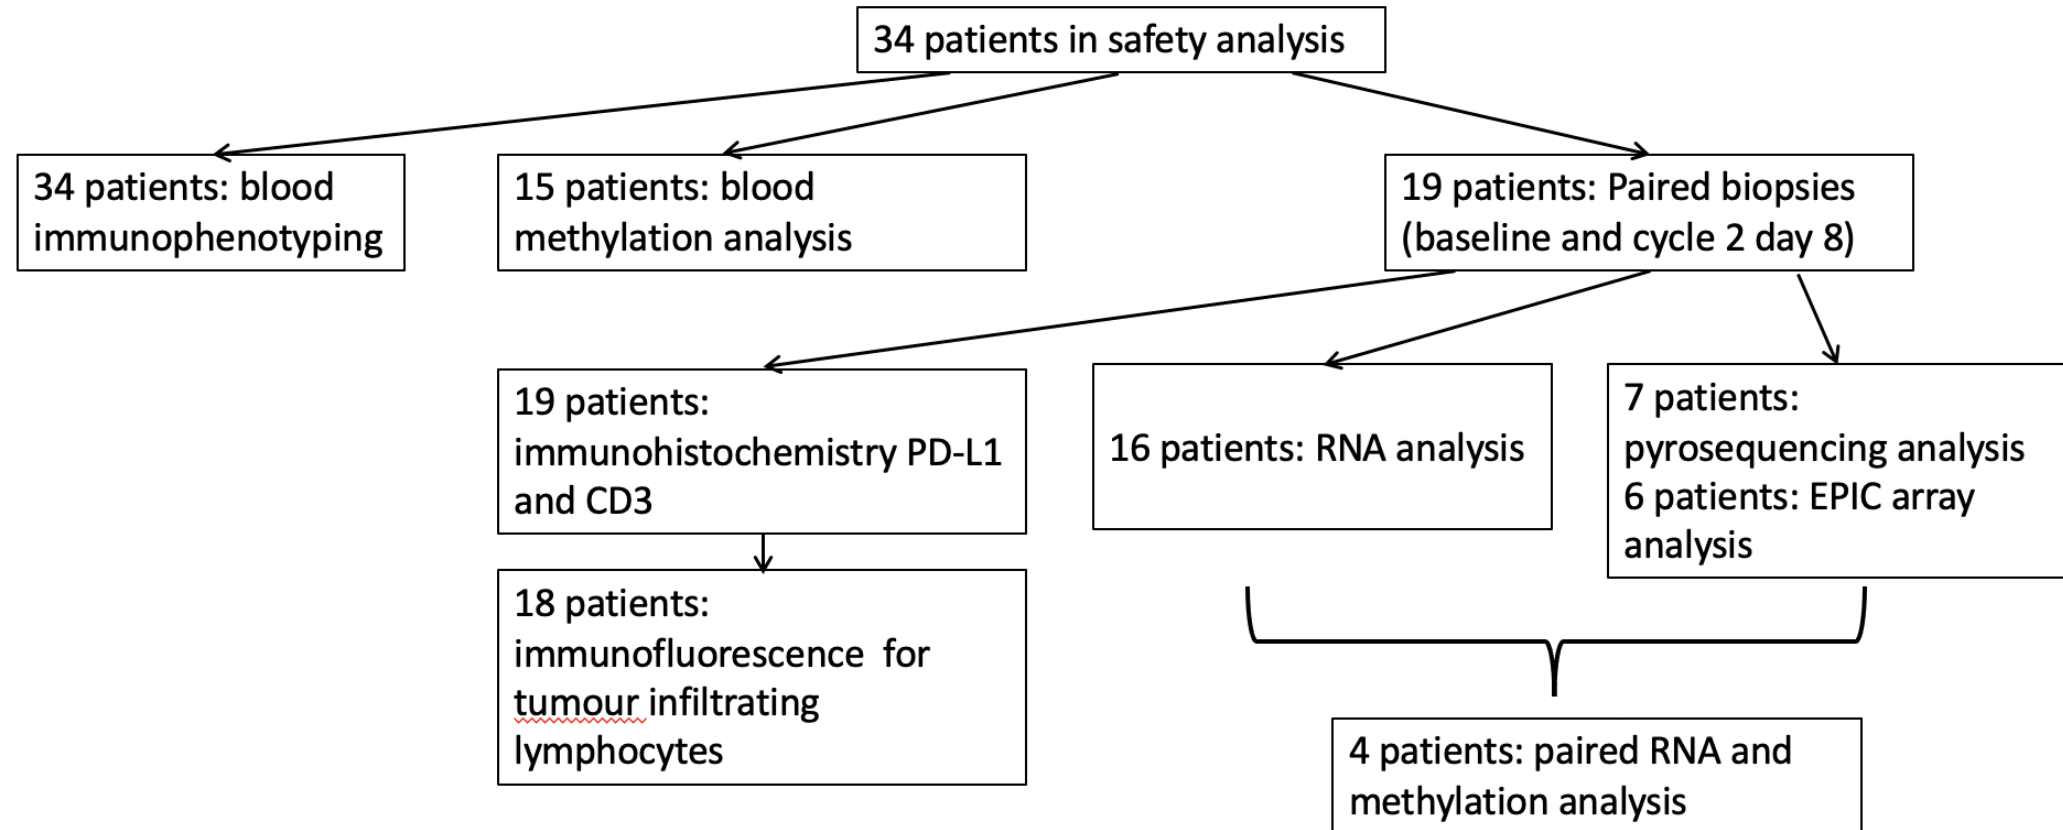 34 patients in safety analysis
34 patients: blood
immunophenotyping
15 patients: blood
methylation analysis
19 patients: Paired biopsies
(baseline and cycle 2 day 8)
19 patients:
immunohistochemistry PD-L1
and CD3
16 patients: RNA analysis
7 patients:
pyrosequencing analysis
6 patients: EPIC array
analysis
18 patients:
immunofluorescence for
tumour infiltrating
lymphocytes
4 patients: paired RNA and
methylation analysis